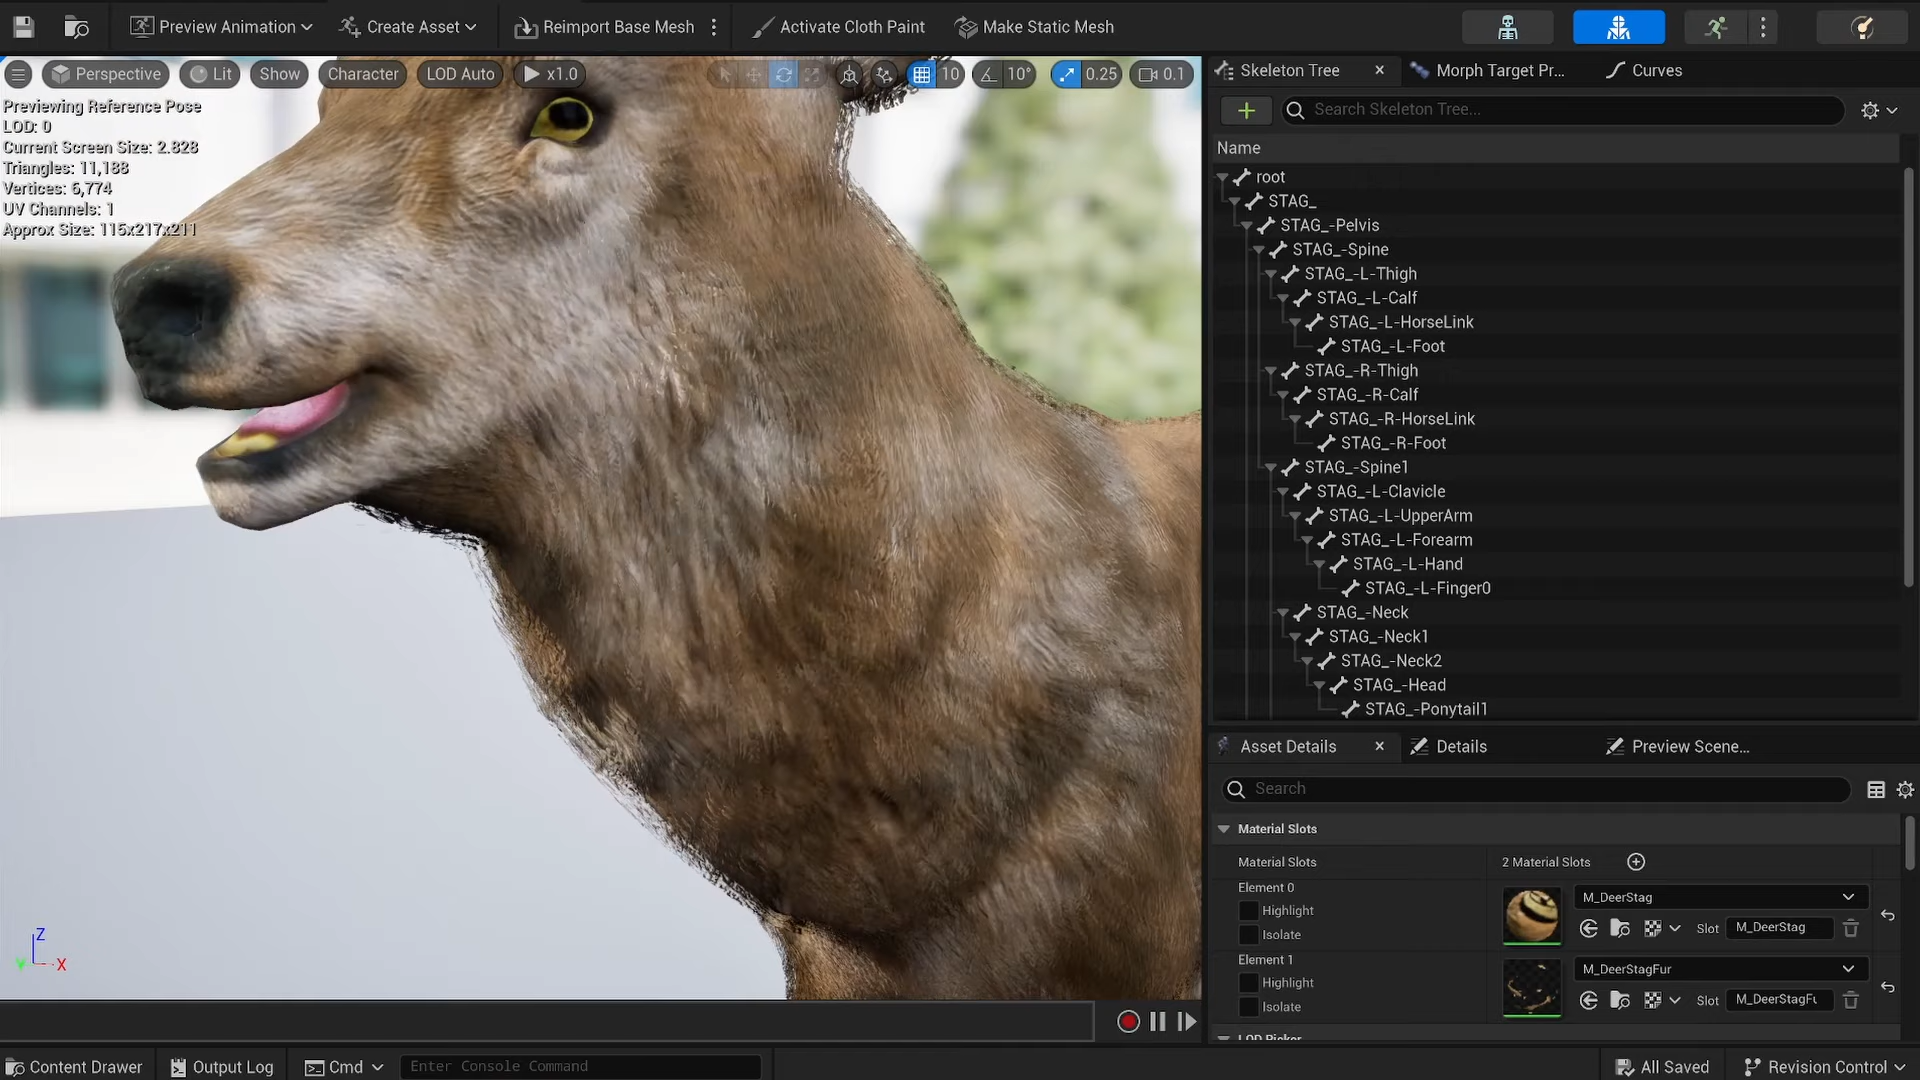 Preview Animation
Create Asset
Reimport Base Mesh
Activate Cloth Paint
Make Static Mesh
Perspective
Lit
Show
Character
LOD Auto
x1.0
10
10°
0.25
0.1
Previewing Reference Pose
LOD: 0
Current Screen Size: 2.828
Triangles: 11,188
Vertices: 6,774
UV Channels: 1
Approx Size: 115x217x211
Z
Y
X
Skeleton Tree
Morph Target Pr...
Curves
Search Skeleton Tree...
Name
root
STAG_
STAG_-Pelvis
STAG_-Spine
STAG_-L-Thigh
STAG_-L-Calf
STAG_-L-HorseLink
STAG_-L-Foot
STAG_-R-Thigh
STAG_-R-Calf
STAG_-R-HorseLink
STAG_-R-Foot
STAG_-Spine1
STAG_-L-Clavicle
STAG_-L-UpperArm
STAG_-L-Forearm
STAG_-L-Hand
STAG_-L-Finger0
STAG_-Neck
STAG_-Neck1
STAG_-Neck2
STAG_-Head
STAG_-Ponytail1
Asset Details
Details
Preview Scene...
Search
Material Slots
Material Slots
2 Material Slots
Element 0
Highlight
Isolate
M_DeerStag
Slot M_DeerStag
Element 1
Highlight
Isolate
M_DeerStagFur
Slot M_DeerStagFu
LOD Picker
Content Drawer
Output Log
Cmd
Enter Console Command
All Saved
Revision Control